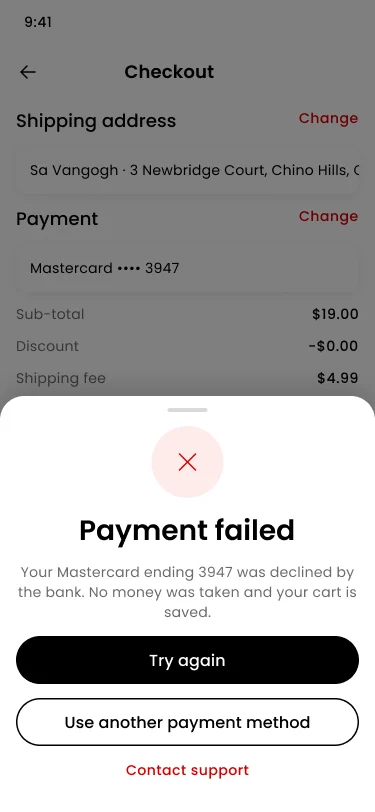 9:41
Checkout
Shipping address
Change
Sa Vangogh · 3 Newbridge Court, Chino Hills,
Payment
Change
Mastercard •••• 3947
Sub-total
$19.00
Discount
-$0.00
Shipping fee
$4.99
Payment failed
Your Mastercard ending 3947 was declined by
the bank. No money was taken and your cart is
saved.
Try again
Use another payment method
Contact support